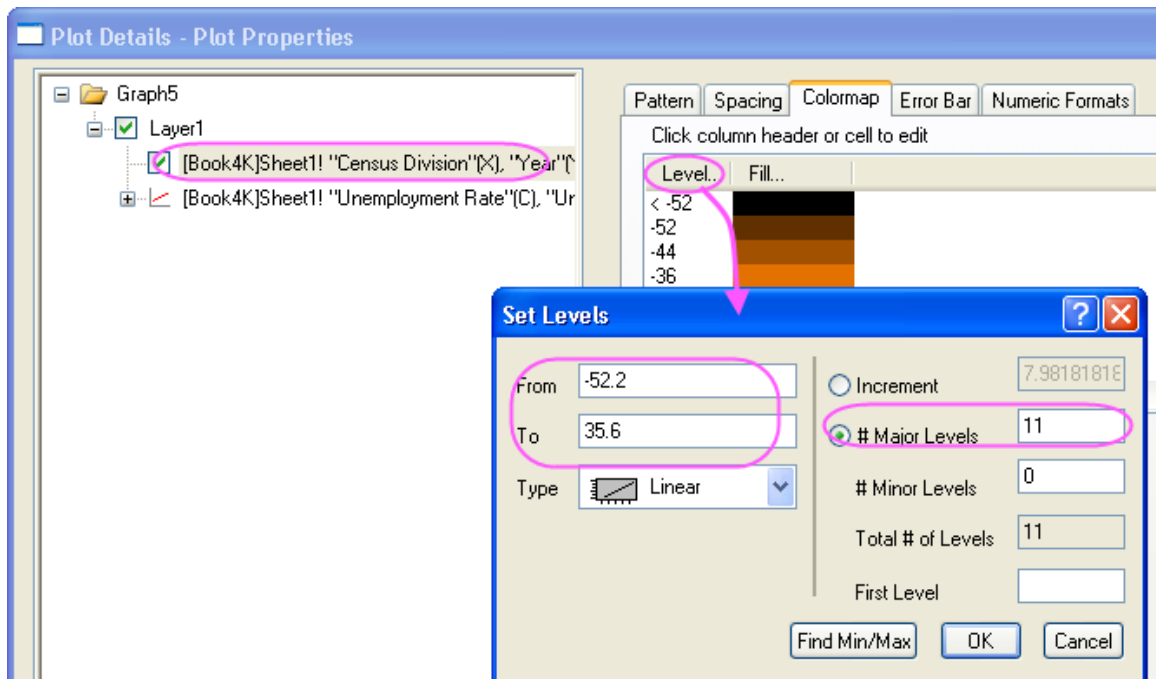 Plot Details - Plot Properties
Graph5
Layer1
[Book4K]Sheet1! "Census Division"(X), "Year"(
[Book4K]Sheet1! "Unemployment Rate"(C), "Ur
Pattern Spacing Colormap Error Bar Numeric Formats
Click column header or cell to edit
Level... Fill...
< -52
-52
-44
-36
Set Levels
From -52.2
To 35.6
Type Linear
Increment 7.98181818
# Major Levels 11
# Minor Levels 0
Total # of Levels 11
First Level
Find Min/Max OK Cancel